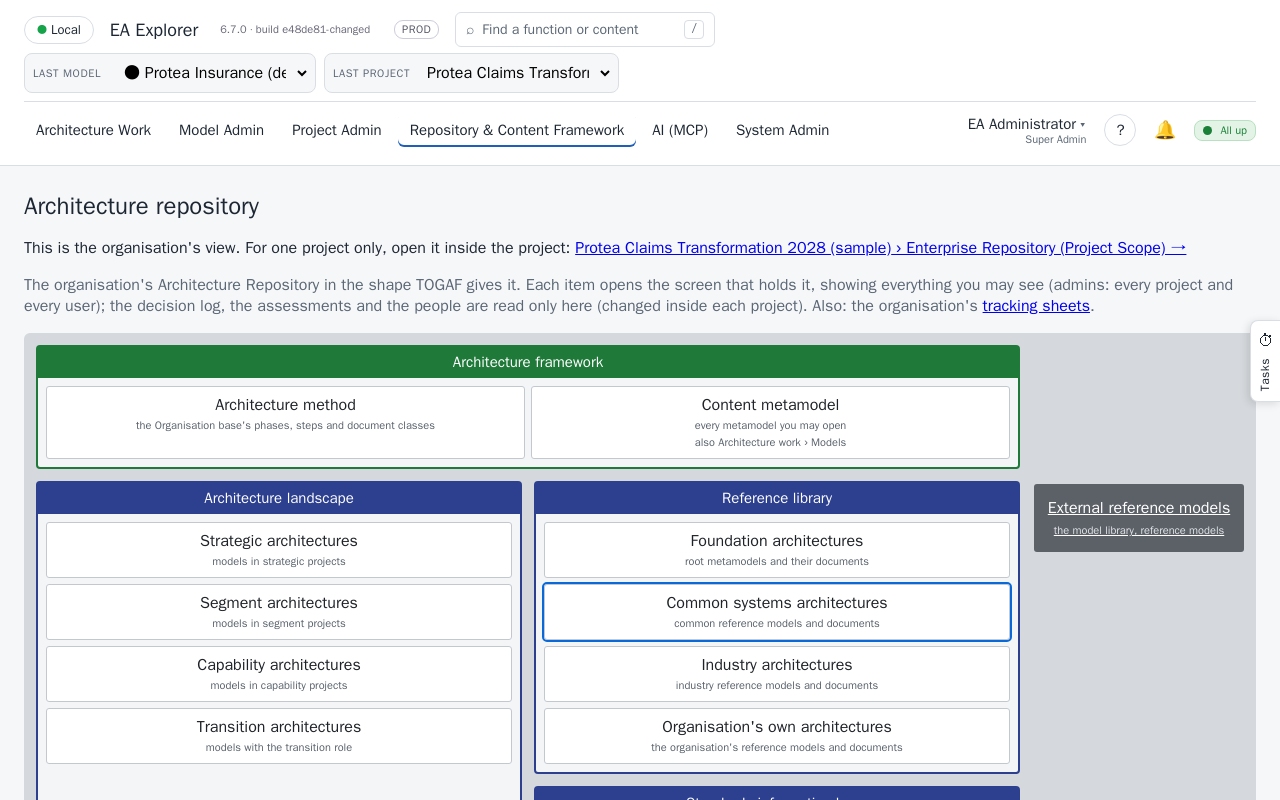 Local
EA Explorer
6.7.0 · build e48de81-changed
PROD
Find a function or content
/
LAST MODEL
Protea Insurance (de
LAST PROJECT
Protea Claims Transfor
Architecture Work
Model Admin
Project Admin
Repository & Content Framework
AI (MCP)
System Admin
EA Administrator
Super Admin
?
All up
Architecture repository
This is the organisation's view. For one project only, open it inside the project: Protea Claims Transformation 2028 (sample) › Enterprise Repository (Project Scope) →
The organisation's Architecture Repository in the shape TOGAF gives it. Each item opens the screen that holds it, showing everything you may see (admins: every project and
every user); the decision log, the assessments and the people are read only here (changed inside each project). Also: the organisation's tracking sheets.
Tasks
Architecture framework
Architecture method
the Organisation base's phases, steps and document classes
Content metamodel
every metamodel you may open
also Architecture work › Models
Architecture landscape
Strategic architectures
models in strategic projects
Segment architectures
models in segment projects
Capability architectures
models in capability projects
Transition architectures
models with the transition role
Reference library
Foundation architectures
root metamodels and their documents
Common systems architectures
common reference models and documents
Industry architectures
industry reference models and documents
Organisation's own architectures
the organisation's reference models and documents
External reference models
the model library, reference models